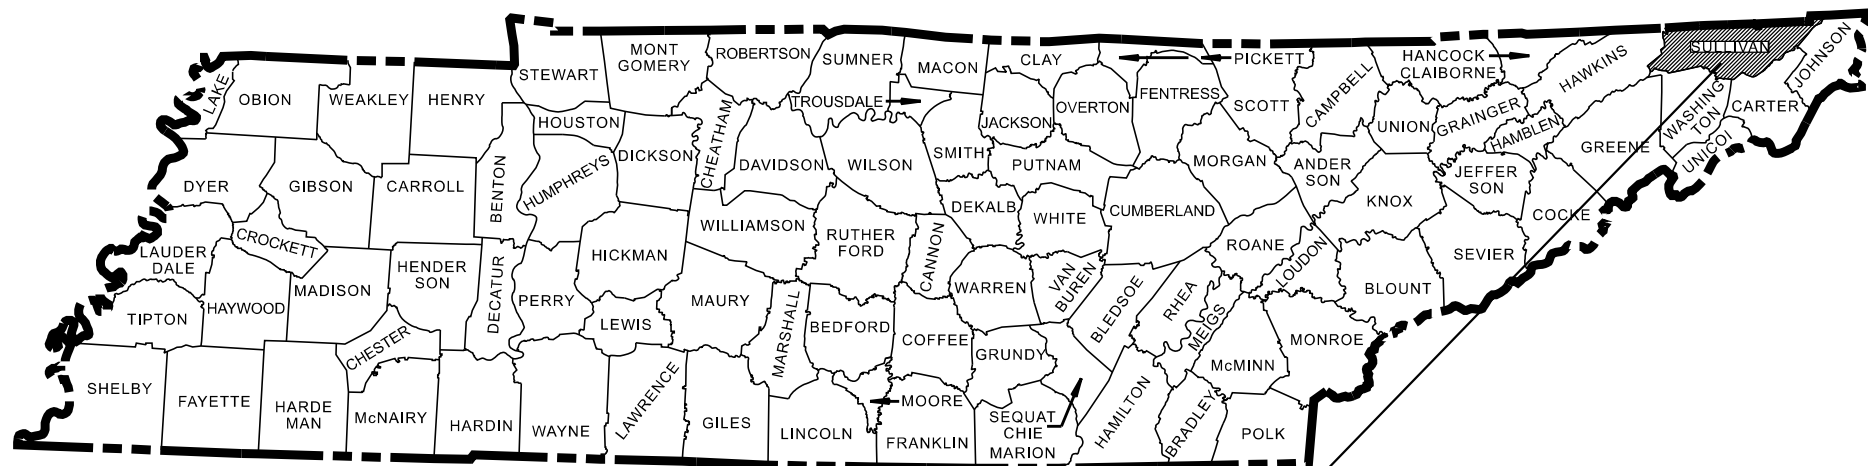 LAKE
OBION
WEAKLEY
HENRY
STEWART
MONT
GOMERY
ROBERTSON
SUMNER
MACON
CLAY
PICKETT
HANCOCK
CLAIBORNE
HAWKINS
SULLIVAN
JOHNSON
TROUSDALE
HOUSTON
CHEATHAM
JACKSON
OVERTON
FENTRESS
SCOTT
CAMPBELL
UNION
GRAINGER
HAMBLEN
WASHING
TON
CARTER
UNICOI
GREENE
DYER
GIBSON
CARROLL
BENTON
HUMPHREYS
DICKSON
DAVIDSON
WILSON
SMITH
PUTNAM
MORGAN
ANDER
SON
KNOX
JEFFER
SON
COCKE
DEKALB
WHITE
CUMBERLAND
LAUDER
DALE
CROCKETT
HENDER
SON
DECATUR
HICKMAN
WILLIAMSON
RUTHER
FORD
CANNON
ROANE
LOUDON
SEVIER
BLOUNT
TIPTON
HAYWOOD
MADISON
PERRY
LEWIS
MAURY
MARSHALL
BEDFORD
WARREN
VAN
BUREN
BLEDSOE
RHEA
MEIGS
MONROE
CHESTER
COFFEE
GRUNDY
McMINN
SHELBY
FAYETTE
HARDE
MAN
McNAIRY
HARDIN
WAYNE
LAWRENCE
GILES
LINCOLN
MOORE
FRANKLIN
SEQUAT
CHIE
MARION
HAMILTON
BRADLEY
POLK